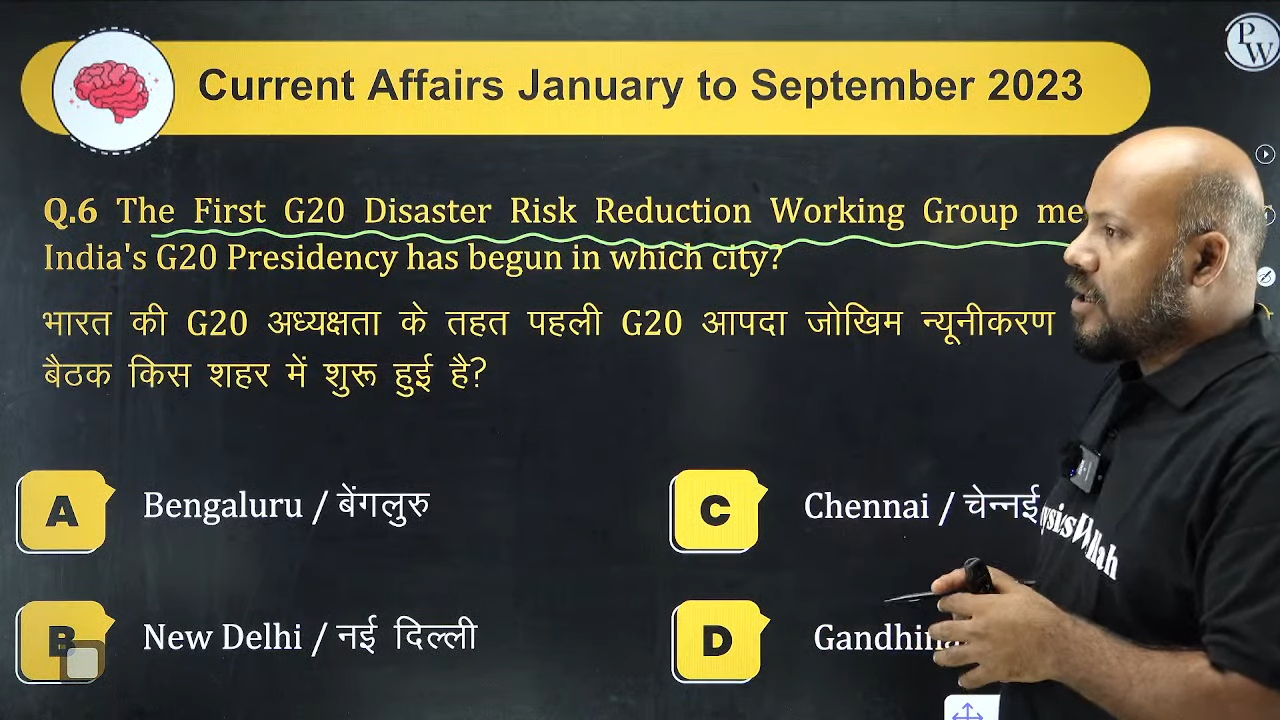 PW
Current Affairs January to September 2023
Q.6 The First G20 Disaster Risk Reduction Working Group
India's G20 Presidency has begun in which city?
भारत की G20 अध्यक्षता के तहत पहली G20 आपदा जोखिम न्यूनीकरण
बैठक किस शहर में शुरू हुई है?
A Bengaluru / बेंगलुरु
C Chennai / चेन्नई
B New Delhi / नई दिल्ली
D